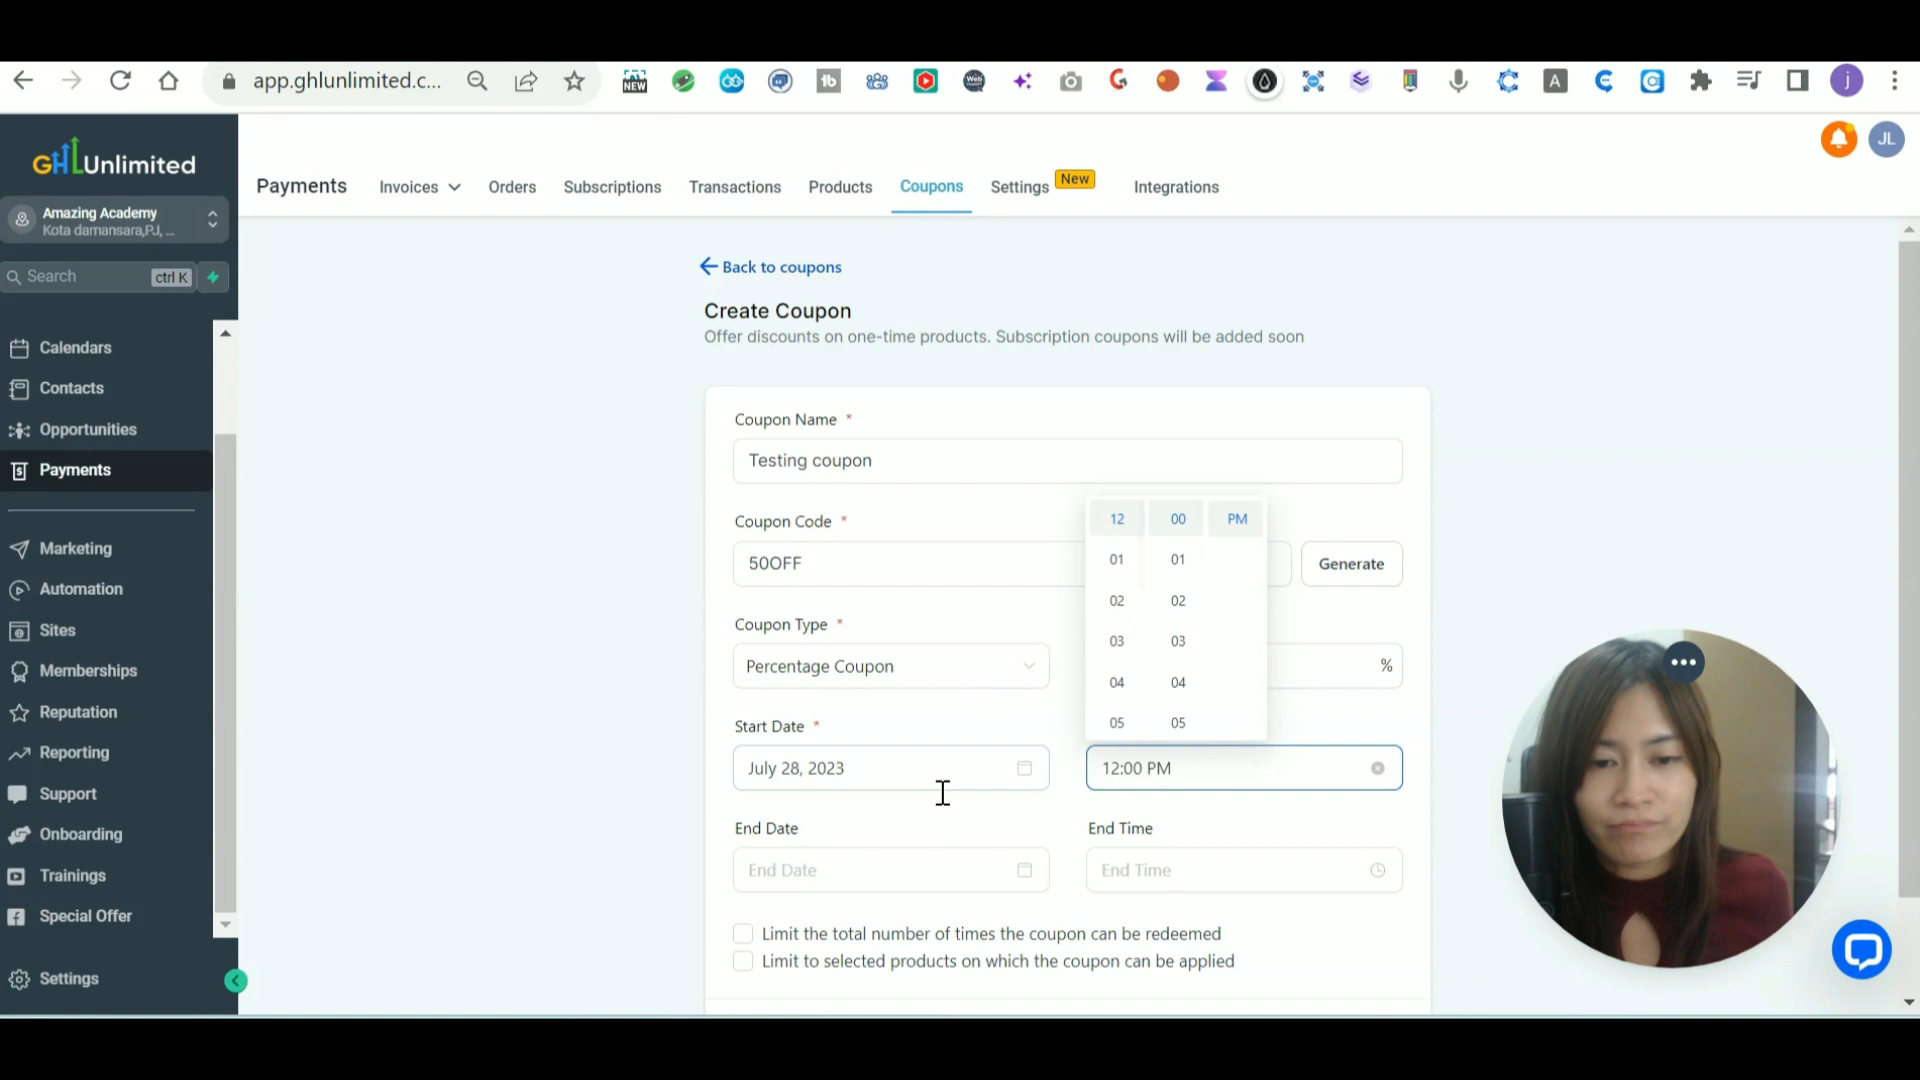 app.ghlunlimited.c...
NEW
tb
Web
A
j
GHLUnlimited
JL
Amazing Academy
Kota damansara,PJ, ...
Search
ctrl K
Calendars
Contacts
Opportunities
Payments
Marketing
Automation
Sites
Memberships
Reputation
Reporting
Support
Onboarding
Trainings
Special Offer
Settings
Payments
Invoices
Orders
Subscriptions
Transactions
Products
Coupons
Settings
New
Integrations
Back to coupons
Create Coupon
Offer discounts on one-time products. Subscription coupons will be added soon
Coupon Name *
Testing coupon
Coupon Code *
50OFF
Generate
12 00 PM
01 01
02 02
03 03
04 04
05 05
Coupon Type *
Percentage Coupon
%
Start Date *
July 28, 2023
12:00 PM
End Date
End Time
End Date
End Time
Limit the total number of times the coupon can be redeemed
Limit to selected products on which the coupon can be applied